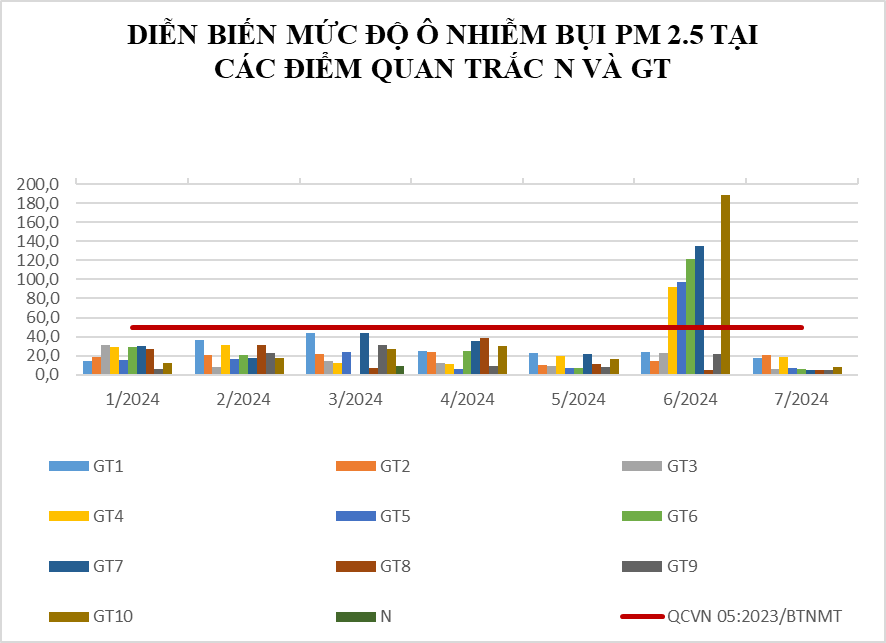 DIỄN BIẾN MỨC ĐỘ Ô NHIỄM BỤI PM 2.5 TẠI
CÁC ĐIỂM QUAN TRẮC N VÀ GT
200,0
180,0
160,0
140,0
120,0
100,0
80,0
60,0
40,0
20,0
0,0
1/2024 2/2024 3/2024 4/2024 5/2024 6/2024 7/2024
GT1 GT2 GT3
GT4 GT5 GT6
GT7 GT8 GT9
GT10 N QCVN 05:2023/BTNMT